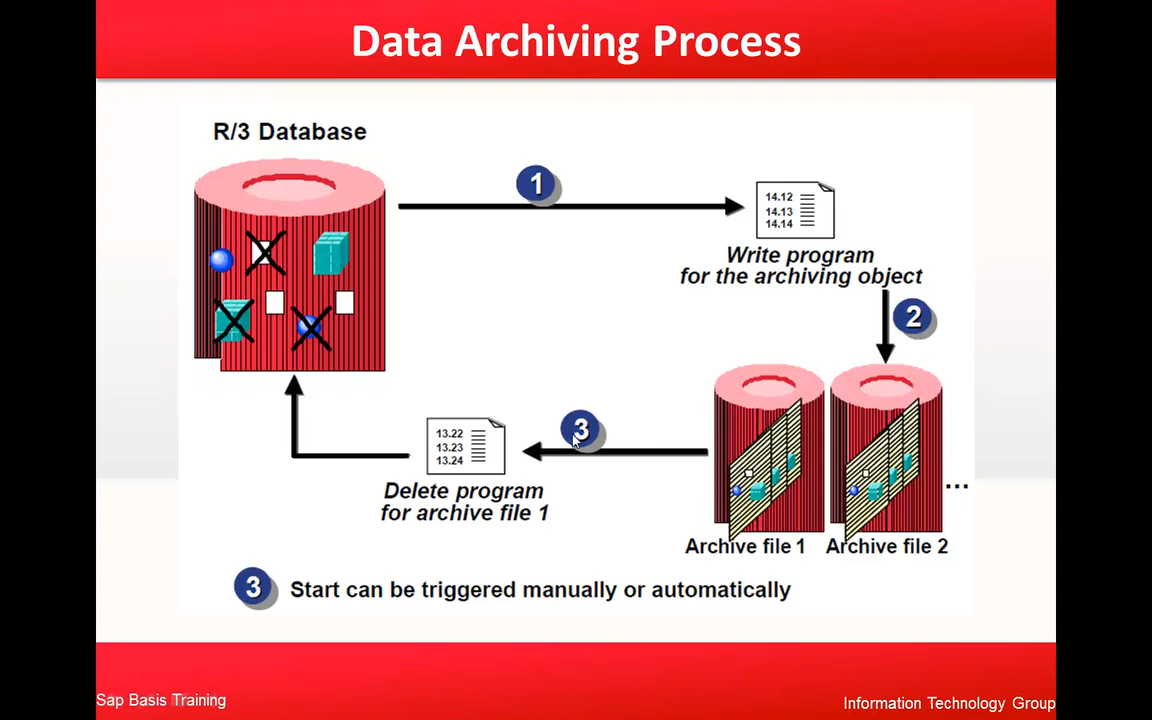 Data Archiving Process
R/3 Database
1
14.12
14.13
14.14
Write program
for the archiving object
2
3
13.22
13.23
13.24
Delete program
for archive file 1
...
Archive file 1
Archive file 2
3 Start can be triggered manually or automatically
Sap Basis Training
Information Technology Group